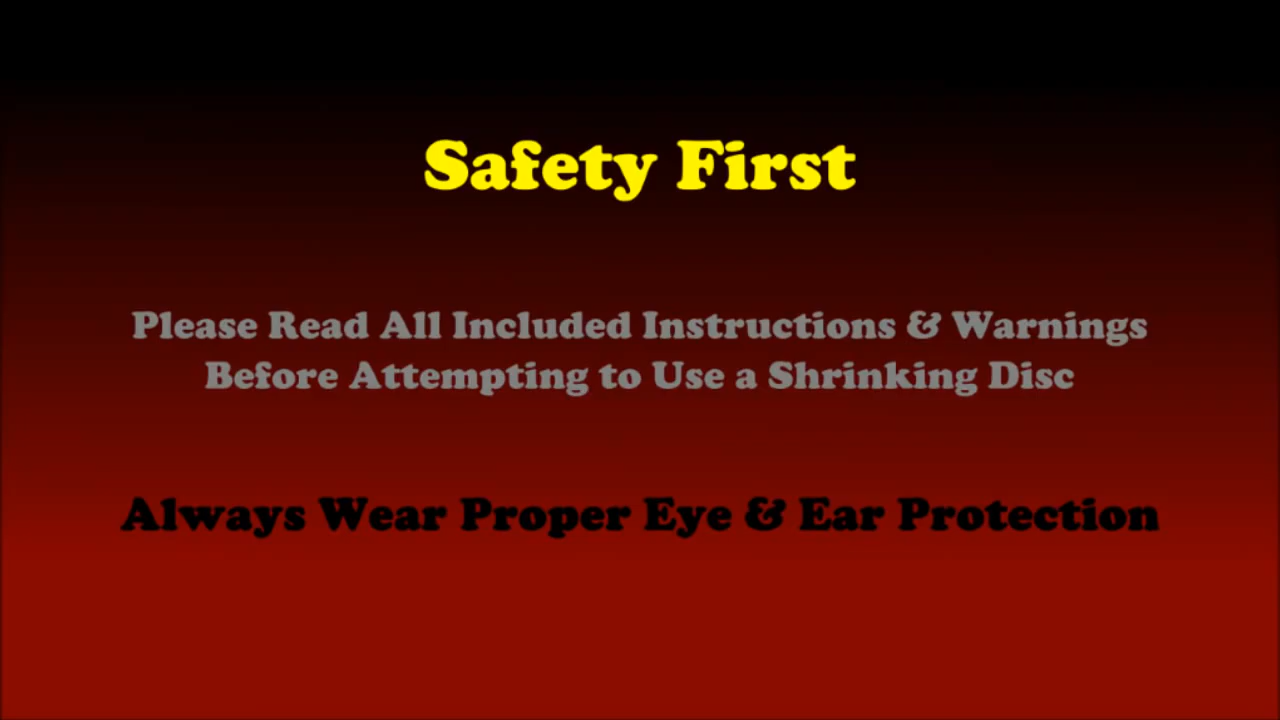 Safety First
Please Read All Included Instructions & Warnings
Before Attempting to Use a Shrinking Disc
Always Wear Proper Eye & Ear Protection